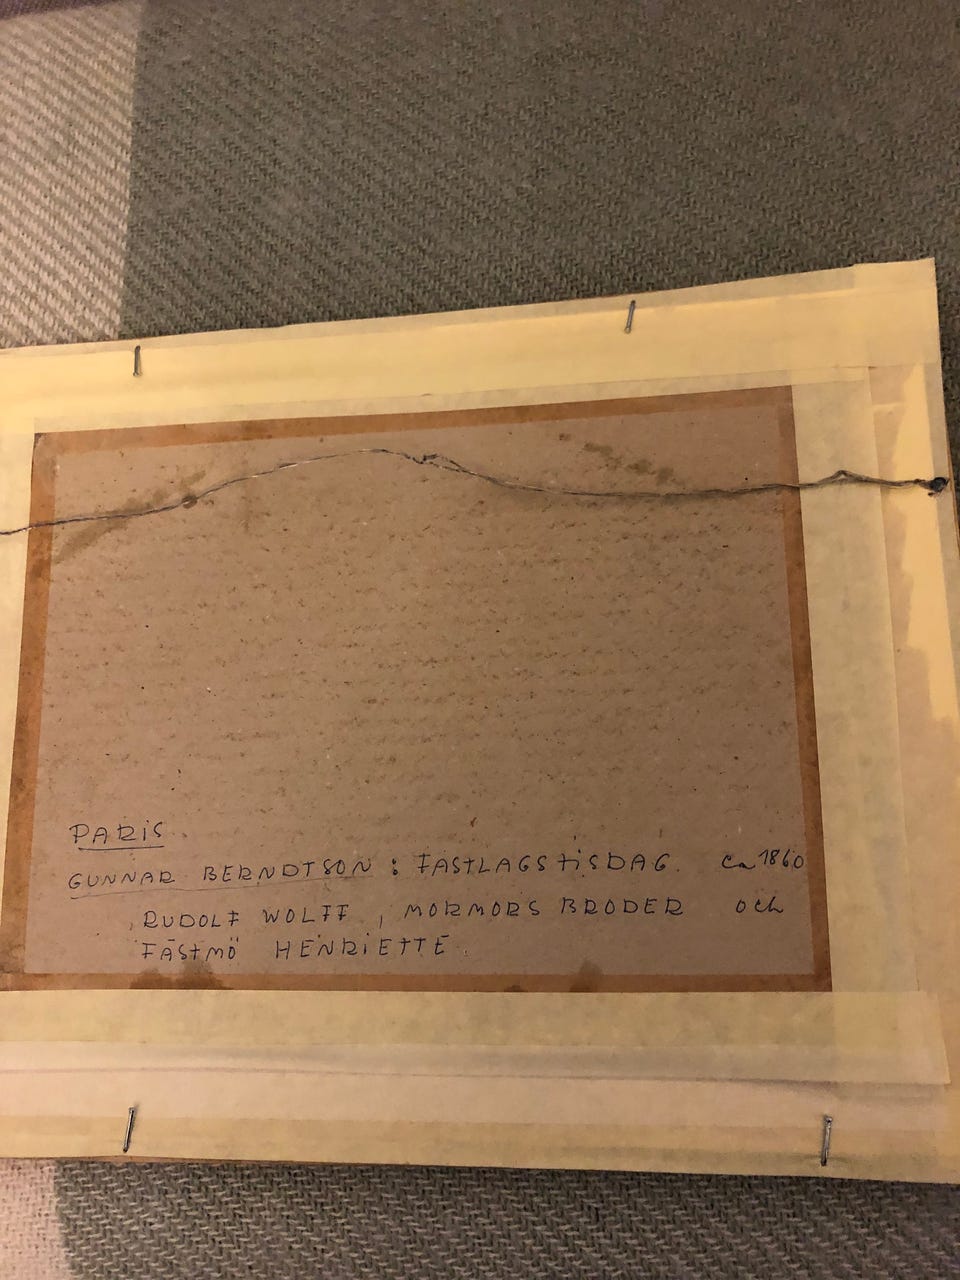 PARIS
GUNNAR BERNDTSON : FASTLAGSTISDAG. Ca 1860
RUDOLF WOLFF, MORMORS BRODER och
FÄSTMÖ HENRIETTE.